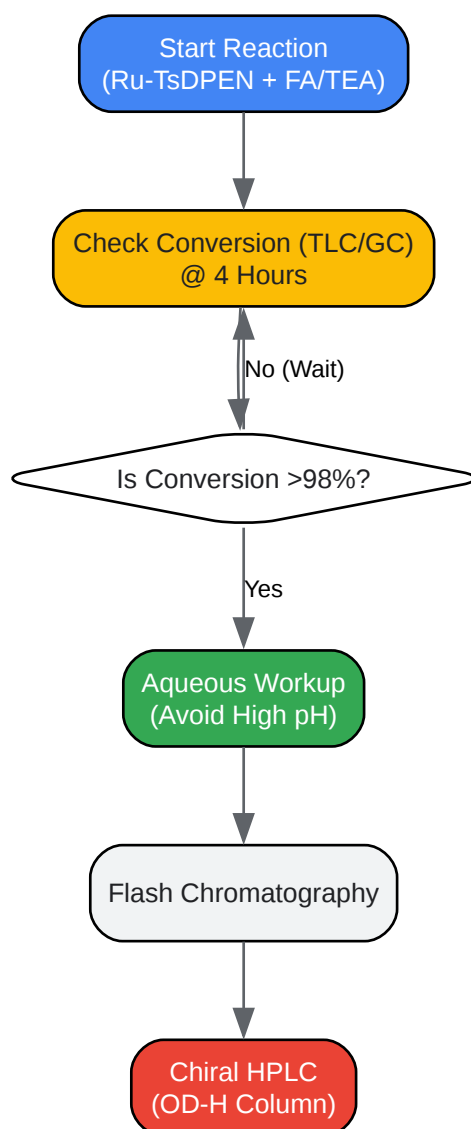 Start Reaction
(Ru-TsDPEN + FA/TEA)
Check Conversion (TLC/GC)
@ 4 Hours
No (Wait)
Is Conversion >98%?
Yes
Aqueous Workup
(Avoid High pH)
Flash Chromatography
Chiral HPLC
(OD-H Column)